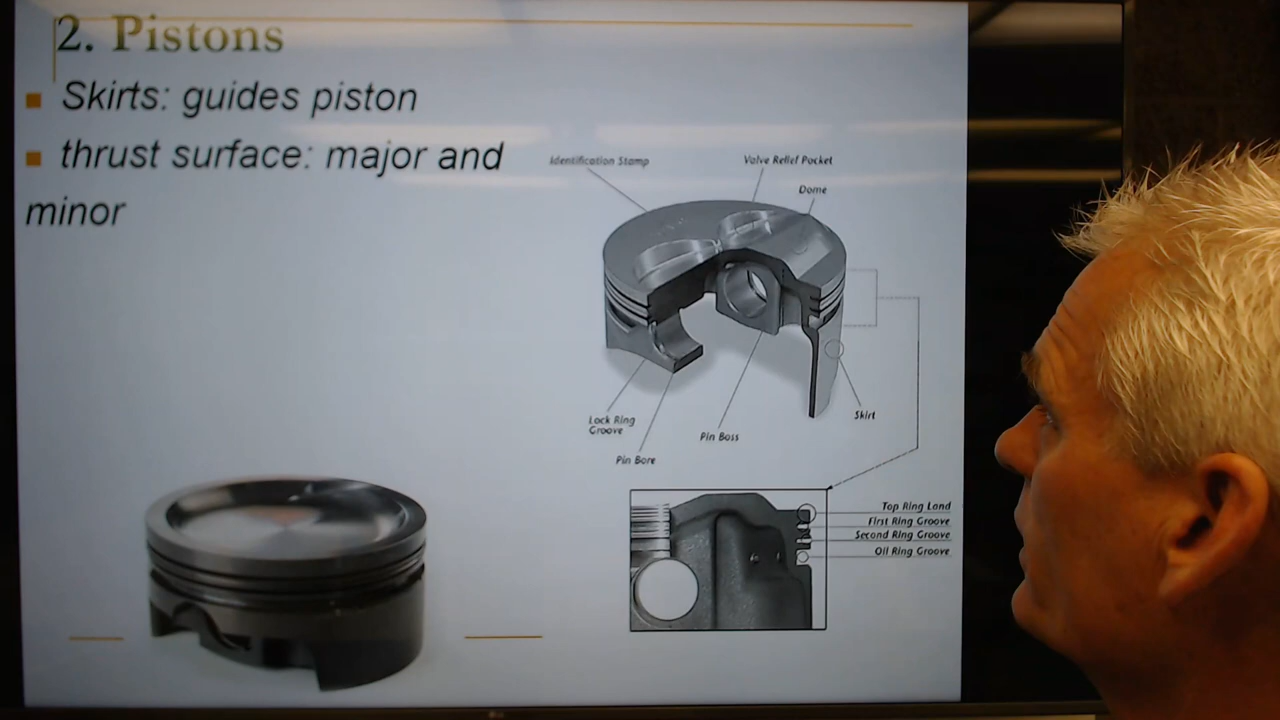 2. Pistons
Skirts: guides piston
thrust surface: major and
minor
Identification Stamp
Valve Relief Pocket
Dome
Lock Ring
Groove
Pin Bore
Pin Boss
Skirt
Top Ring Land
First Ring Groove
Second Ring Groove
Oil Ring Groove